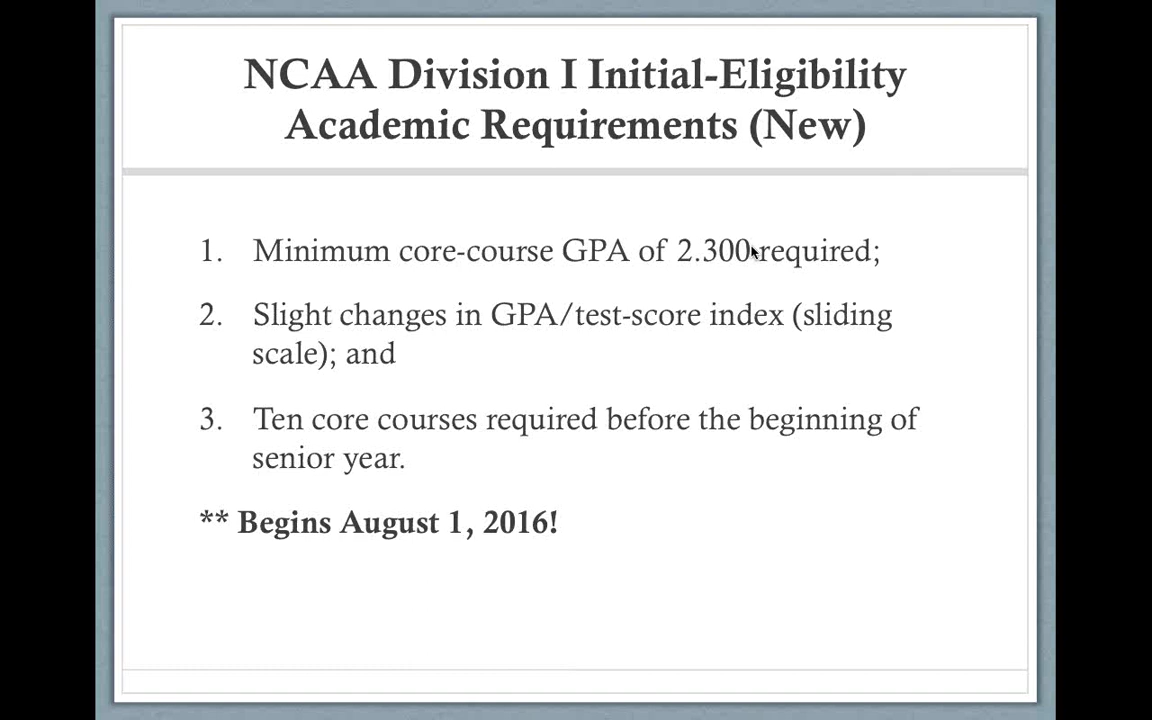 NCAA Division I Initial-Eligibility
Academic Requirements (New)
1. Minimum core-course GPA of 2.300 required;
2. Slight changes in GPA/test-score index (sliding
scale); and
3. Ten core courses required before the beginning of
senior year.
** Begins August 1, 2016!